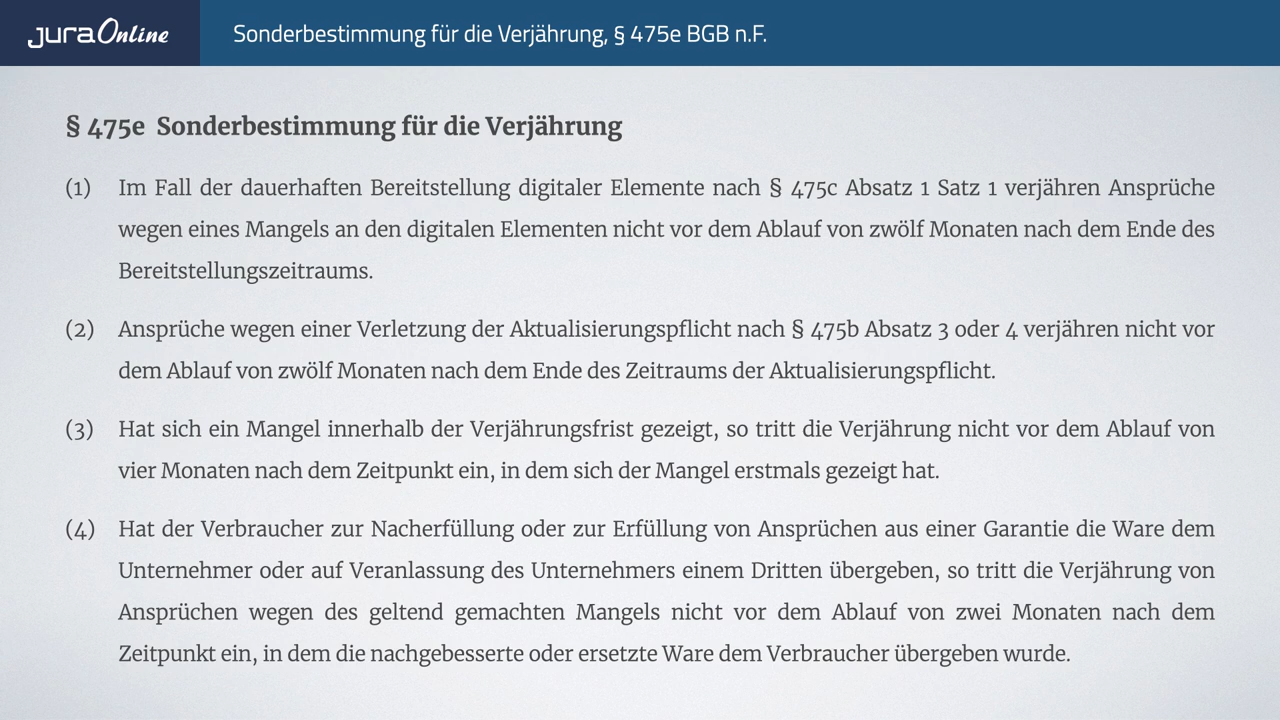 juraOnline
Sonderbestimmung für die Verjährung, § 475e BGB n.F.
§ 475e Sonderbestimmung für die Verjährung
(1) Im Fall der dauerhaften Bereitstellung digitaler Elemente nach § 475c Absatz 1 Satz 1 verjähren Ansprüche
wegen eines Mangels an den digitalen Elementen nicht vor dem Ablauf von zwölf Monaten nach dem Ende des
Bereitstellungszeitraums.
(2) Ansprüche wegen einer Verletzung der Aktualisierungspflicht nach § 475b Absatz 3 oder 4 verjähren nicht vor
dem Ablauf von zwölf Monaten nach dem Ende des Zeitraums der Aktualisierungspflicht.
(3) Hat sich ein Mangel innerhalb der Verjährungsfrist gezeigt, so tritt die Verjährung nicht vor dem Ablauf von
vier Monaten nach dem Zeitpunkt ein, in dem sich der Mangel erstmals gezeigt hat.
(4) Hat der Verbraucher zur Nacherfüllung oder zur Erfüllung von Ansprüchen aus einer Garantie die Ware dem
Unternehmer oder auf Veranlassung des Unternehmers einem Dritten übergeben, so tritt die Verjährung von
Ansprüchen wegen des geltend gemachten Mangels nicht vor dem Ablauf von zwei Monaten nach dem
Zeitpunkt ein, in dem die nachgebesserte oder ersetzte Ware dem Verbraucher übergeben wurde.